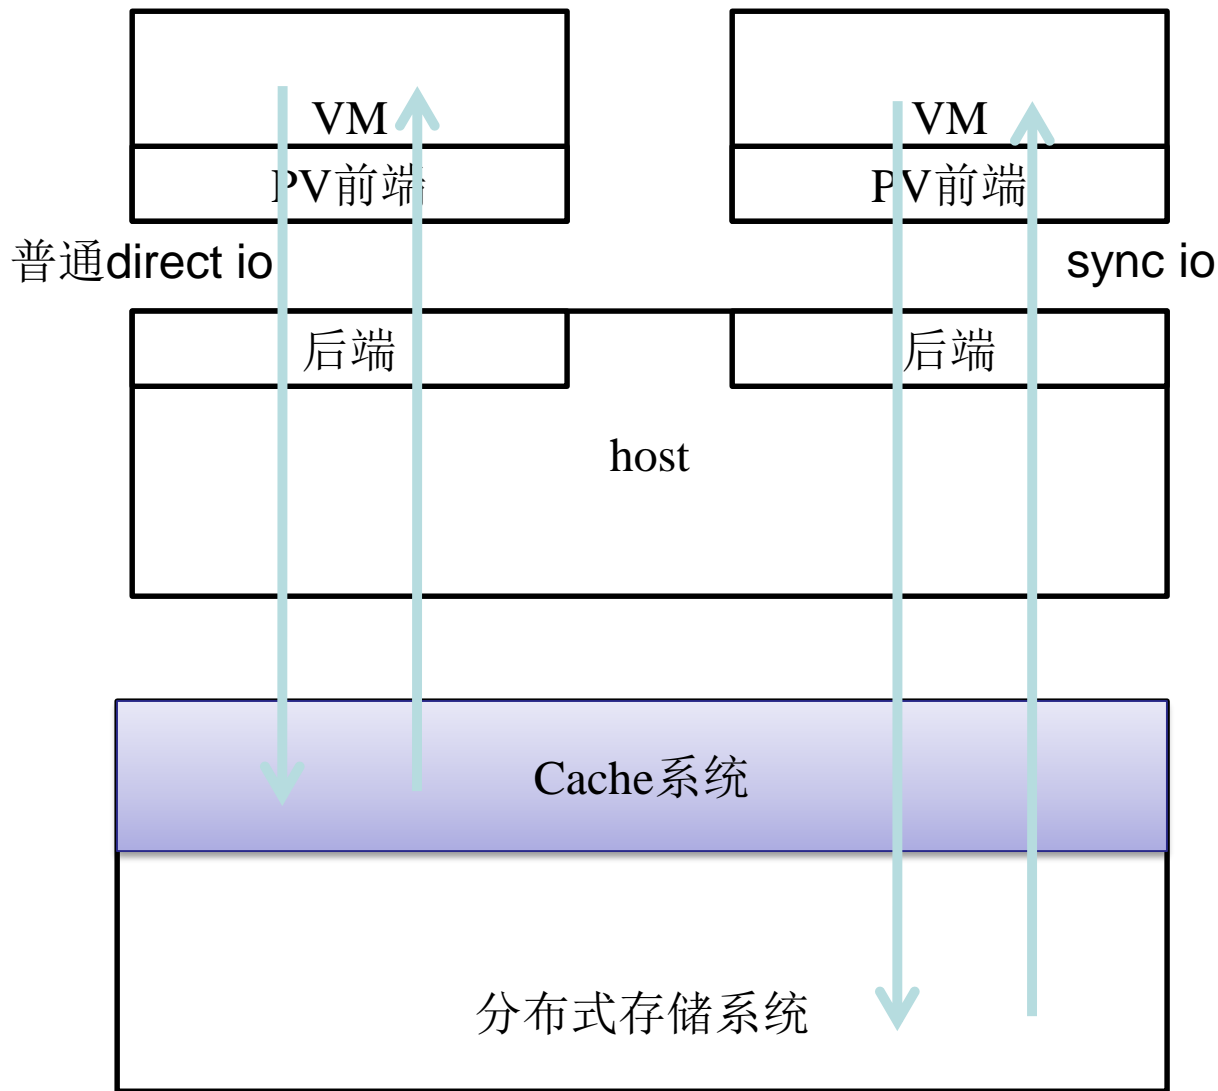 VM
VM
PV前端
PV前端
普通direct io
sync io
后端
后端
host
Cache系统
分布式存储系统